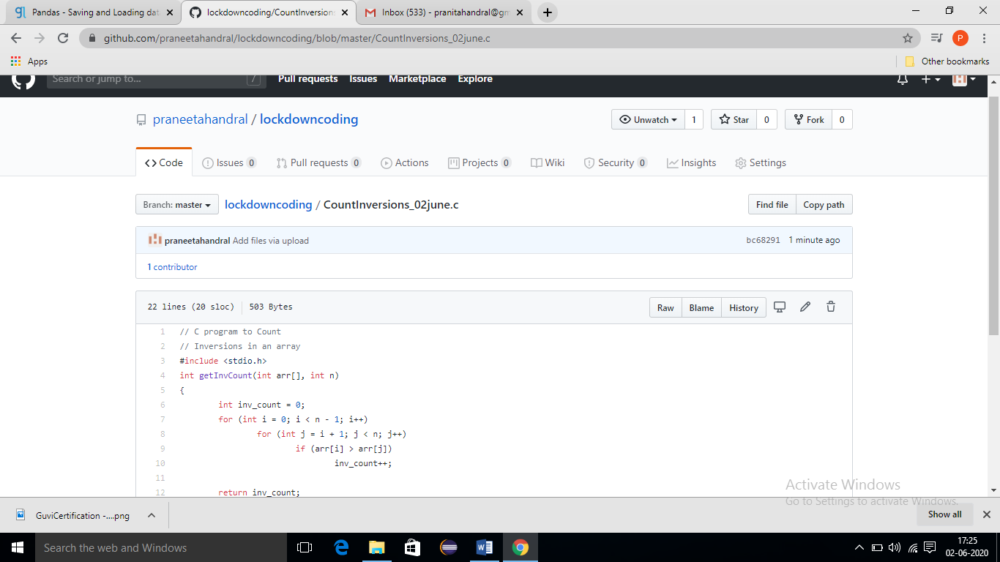 Pandas - Saving and Loading dat
lockdowncoding/CountInversions
Inbox (533) - pranitahandral@gm
github.com/praneetahandral/lockdowncoding/blob/master/CountInversions_02june.c
P
Apps
Other bookmarks
Search or jump to...
/
Pull requests Issues Marketplace Explore
praneetahandral / lockdowncoding
Unwatch 1 Star 0 Fork 0
Code Issues 0 Pull requests 0 Actions Projects 0 Wiki Security 0 Insights Settings
Branch: master
lockdowncoding / CountInversions_02june.c
Find file Copy path
praneetahandral Add files via upload
bc68291 1 minute ago
1 contributor
22 lines (20 sloc) 503 Bytes
Raw Blame History
1 // C program to Count
2 // Inversions in an array
3 #include <stdio.h>
4 int getInvCount(int arr[], int n)
5 {
6 int inv_count = 0;
7 for (int i = 0; i < n - 1; i++)
8 for (int j = i + 1; j < n; j++)
9 if (arr[i] > arr[j])
10 inv_count++;
11
12 return inv_count;
Activate Windows
Go to Settings to activate Windows.
GuviCertification -....png
Show all
Search the web and Windows
17:25
02-06-2020